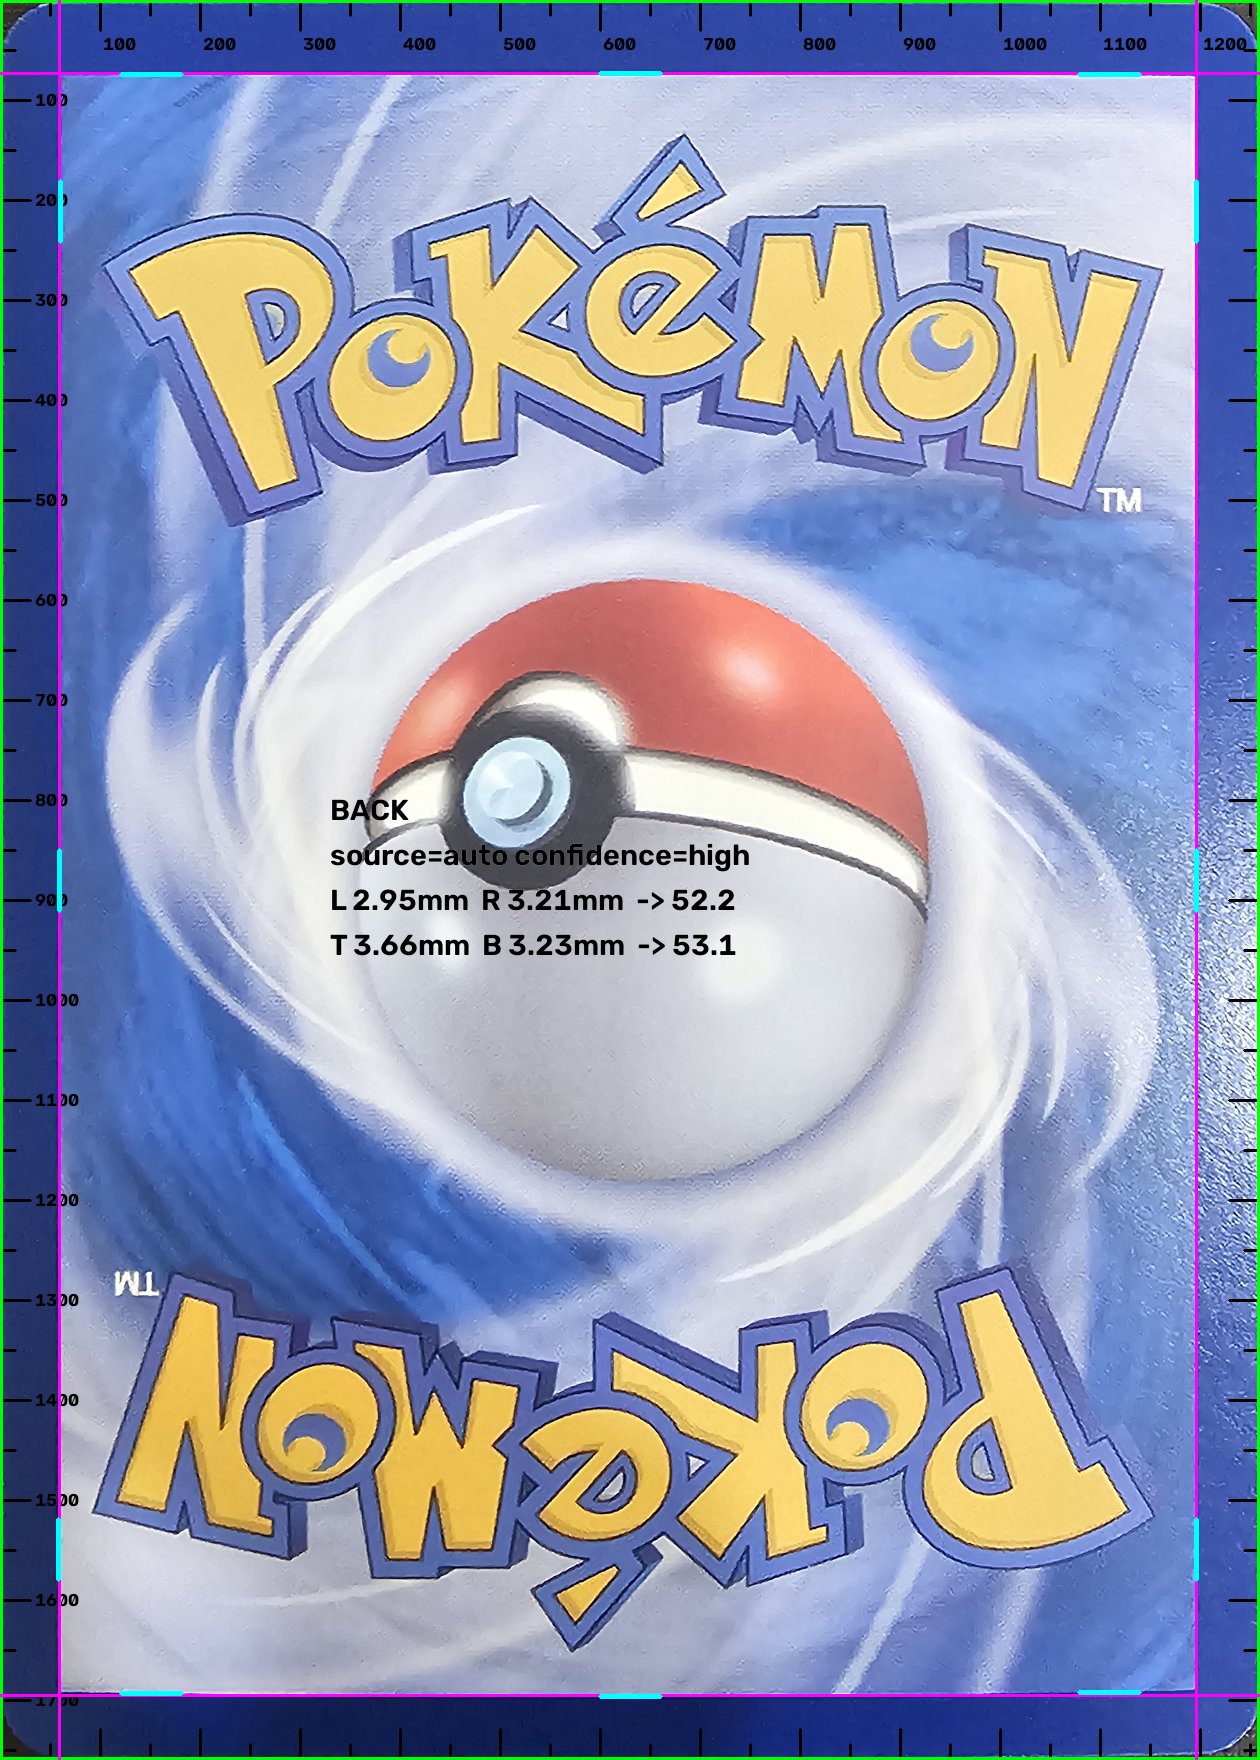 100 200 300 400 500 600 700 800 900 1000 1100 1200
100
200
POKéMON
300
400
500
TM
600
700
800
BACK
source=auto confidence=high
900
L 2.95mm R 3.21mm -> 52.2
T 3.66mm B 3.23mm -> 53.1
1000
1100
1200
TM
1300
POKéMON
1400
1500
1600
1700